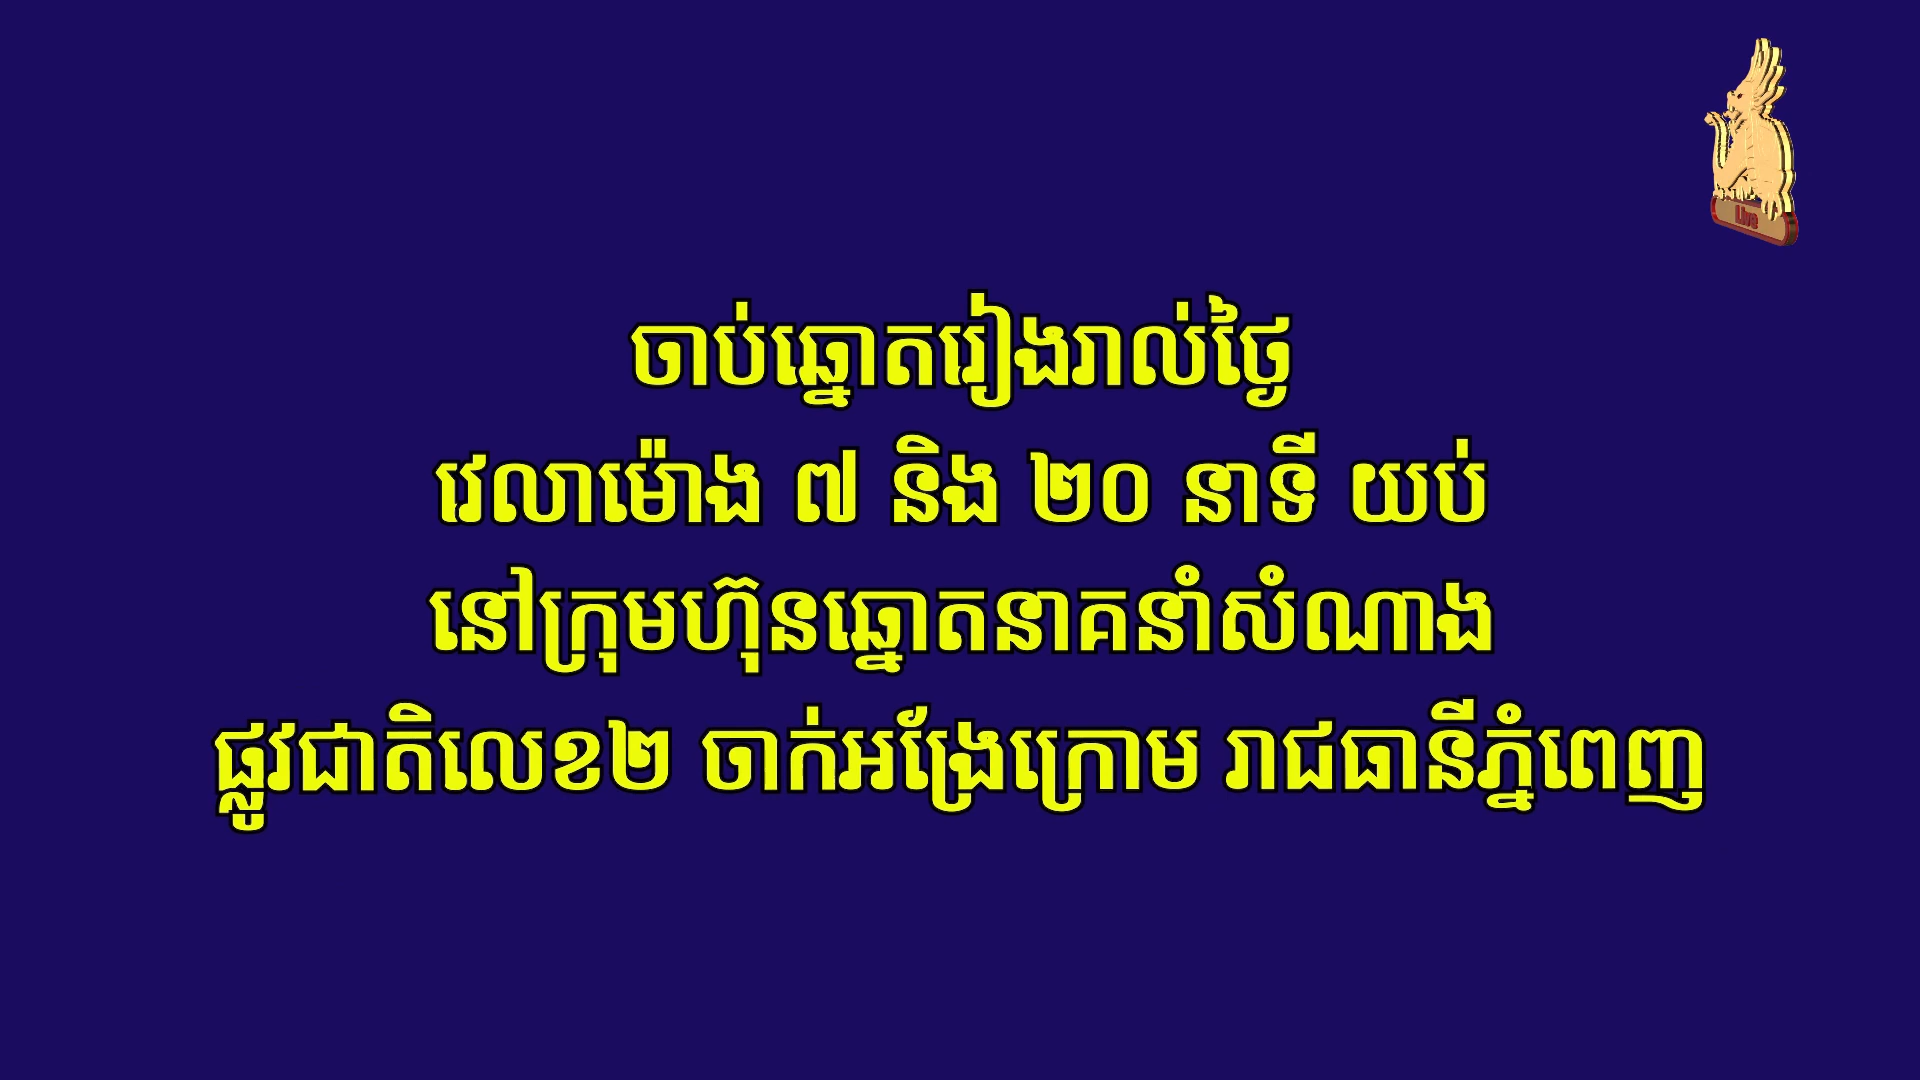 Live
ចាប់ឆ្នោតរៀងរាល់ថ្ងៃ
វេលាម៉ោង ៧ និង ២០ នាទី យប់
នៅក្រុមហ៊ុនឆ្នោតនាគនាំសំណាង
ផ្លូវជាតិលេខ២ ចាក់អង្រែក្រោម រាជធានីភ្នំពេញ